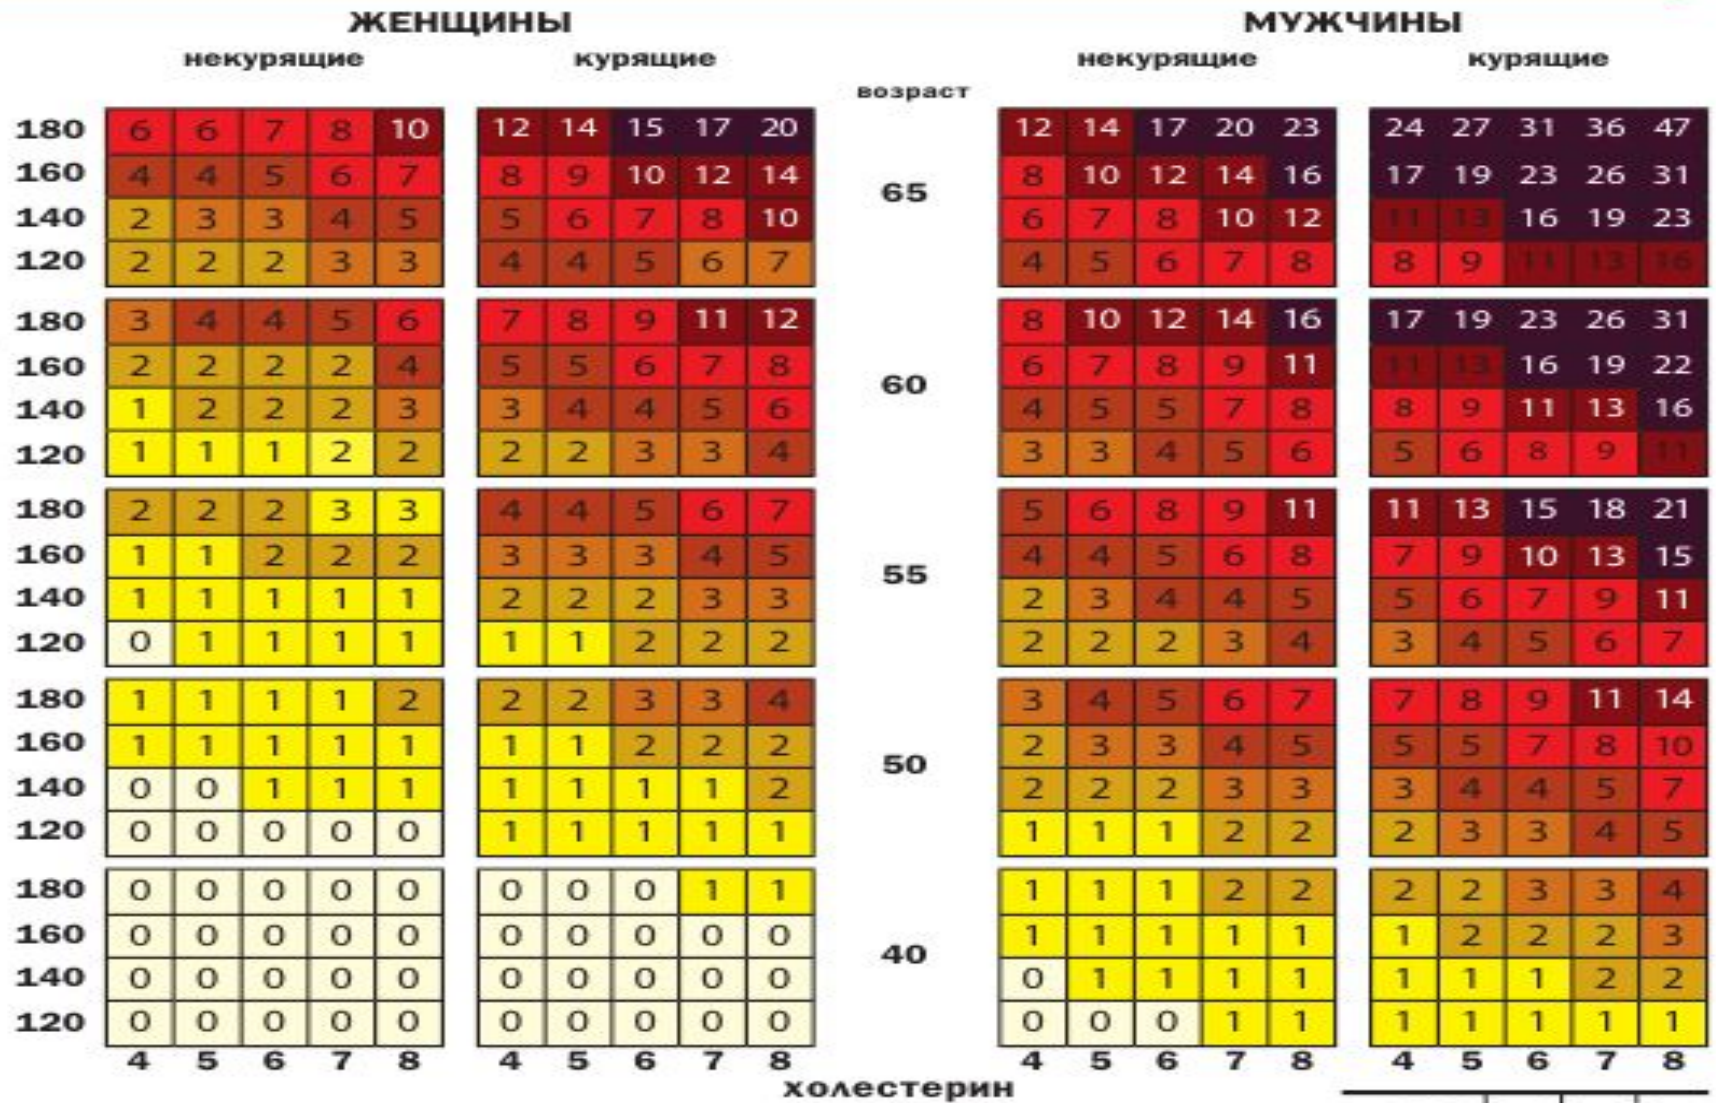 ЖЕНЩИНЫ МУЖЧИНЫ
некурящие курящие некурящие курящие
возраст
180 6 6 7 8 10 12 14 15 17 20 12 14 17 20 23 24 27 31 36 47
160 4 4 5 6 7 8 9 10 12 14 8 10 12 14 16 17 19 23 26 31
65
140 2 3 3 4 5 5 6 7 8 10 6 7 8 10 12 11 13 16 19 23
120 2 2 2 3 3 4 4 5 6 7 4 5 6 7 8 8 9 11 13 16
180 3 4 4 5 6 7 8 9 11 12 8 10 12 14 16 17 19 23 26 31
160 2 2 2 2 4 5 5 6 7 8 6 7 8 9 11 11 13 16 19 22
60
140 1 2 2 2 3 3 4 4 5 6 4 5 5 7 8 8 9 11 13 16
120 1 1 1 2 2 2 2 3 3 4 3 3 4 5 6 5 6 8 9 11
180 2 2 2 3 3 4 4 5 6 7 5 6 8 9 11 11 13 15 18 21
160 1 1 2 2 2 3 3 3 4 5 4 4 5 6 8 7 9 10 13 15
55
140 1 1 1 1 1 2 2 2 3 3 2 3 4 4 5 5 6 7 9 11
120 0 1 1 1 1 1 1 2 2 2 2 2 2 3 4 3 4 5 6 7
180 1 1 1 1 2 2 2 3 3 4 3 4 5 6 7 7 8 9 11 14
160 1 1 1 1 1 1 1 2 2 2 2 3 3 4 5 5 5 7 8 10
50
140 0 0 1 1 1 1 1 1 1 2 2 2 2 3 3 3 4 4 5 7
120 0 0 0 0 0 1 1 1 1 1 1 1 1 2 2 2 3 3 4 5
180 0 0 0 0 0 0 0 0 1 1 1 1 1 2 2 2 2 3 3 4
160 0 0 0 0 0 0 0 0 0 0 1 1 1 1 1 1 2 2 2 3
40
140 0 0 0 0 0 0 0 0 0 0 0 1 1 1 1 1 1 1 2 2
120 0 0 0 0 0 0 0 0 0 0 0 0 0 1 1 1 1 1 1 1
4 5 6 7 8 4 5 6 7 8 4 5 6 7 8 4 5 6 7 8
холестерин